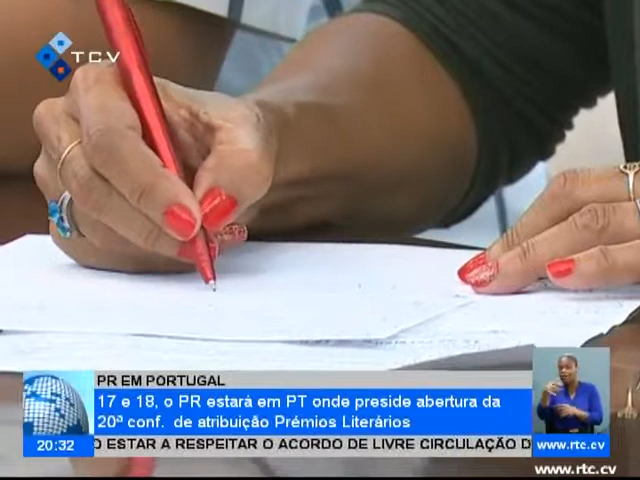 TCV
PR EM PORTUGAL
17 e 18, o PR estará em PT onde preside abertura da
20ª conf. de atribuição Prémios Literários
20:32
O ESTAR A RESPEITAR O ACORDO DE LIVRE CIRCULAÇÃO D
www.rtc.cv
www.rtc.cv